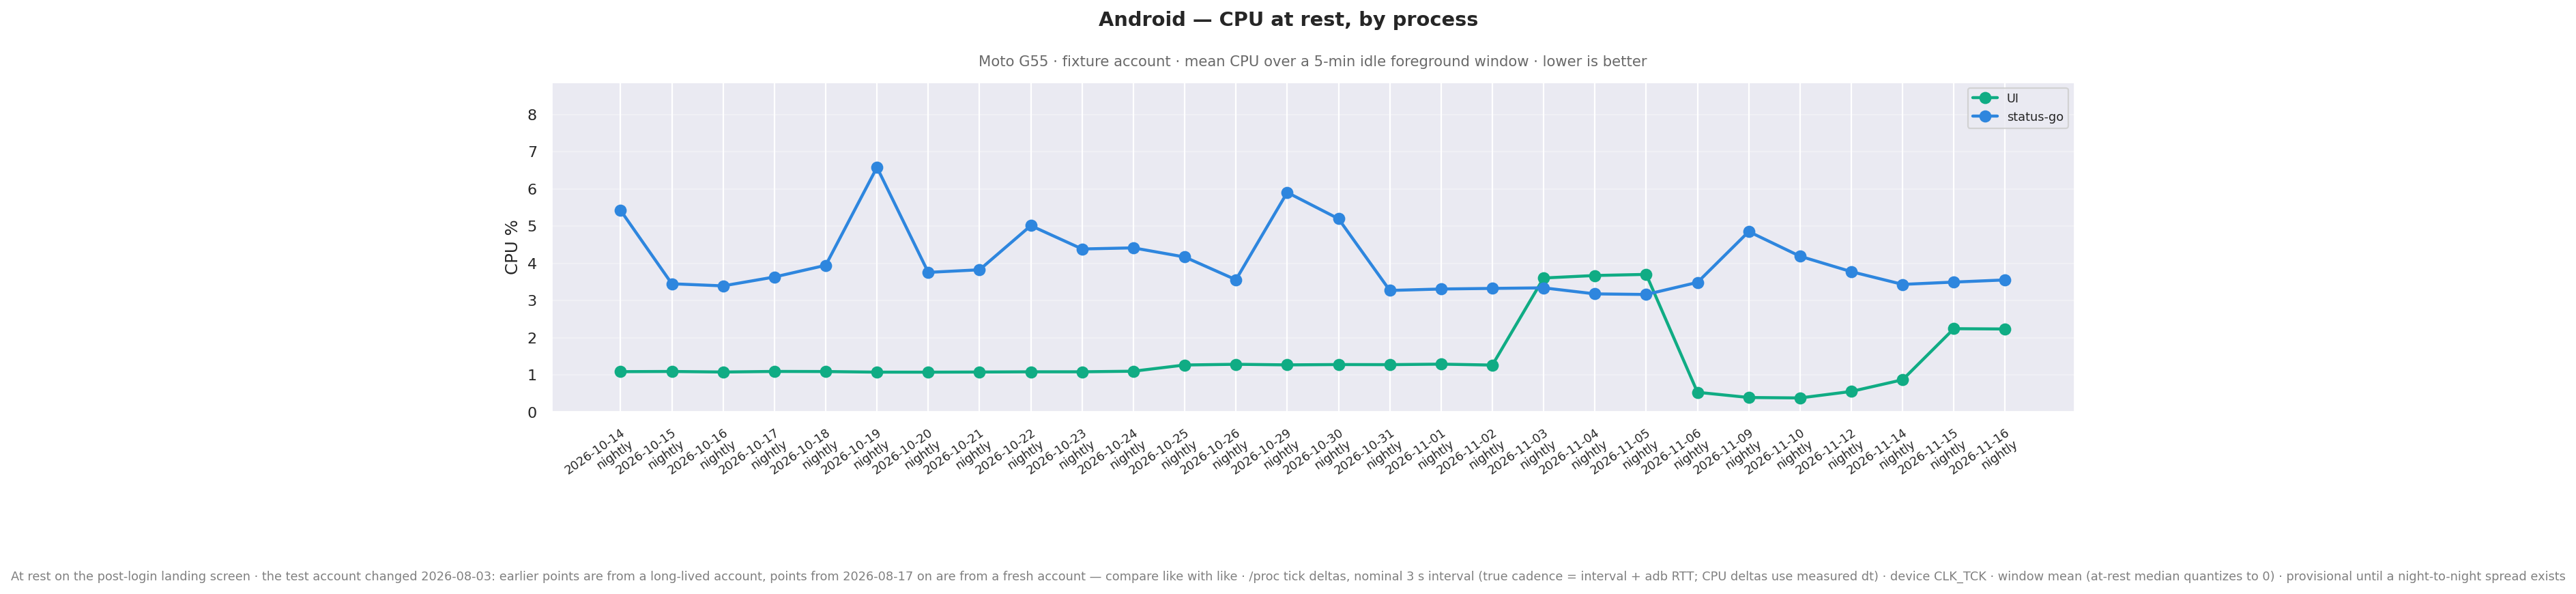 Android — CPU at rest, by process
Moto G55 · fixture account · mean CPU over a 5-min idle foreground window · lower is better
UI
status-go
CPU %
8
7
6
5
4
3
2
1
0
2026-10-14 nightly
2026-10-15 nightly
2026-10-16 nightly
2026-10-17 nightly
2026-10-18 nightly
2026-10-19 nightly
2026-10-20 nightly
2026-10-21 nightly
2026-10-22 nightly
2026-10-23 nightly
2026-10-24 nightly
2026-10-25 nightly
2026-10-26 nightly
2026-10-29 nightly
2026-10-30 nightly
2026-10-31 nightly
2026-11-01 nightly
2026-11-02 nightly
2026-11-03 nightly
2026-11-04 nightly
2026-11-05 nightly
2026-11-06 nightly
2026-11-09 nightly
2026-11-10 nightly
2026-11-12 nightly
2026-11-14 nightly
2026-11-15 nightly
2026-11-16 nightly
At rest on the post-login landing screen · the test account changed 2026-08-03: earlier points are from a long-lived account, points from 2026-08-17 on are from a fresh account — compare like with like · /proc tick deltas, nominal 3 s interval (true cadence = interval + adb RTT; CPU deltas use measured dt) · device CLK_TCK · window mean (at-rest median quantizes to 0) · provisional until a night-to-night spread exists